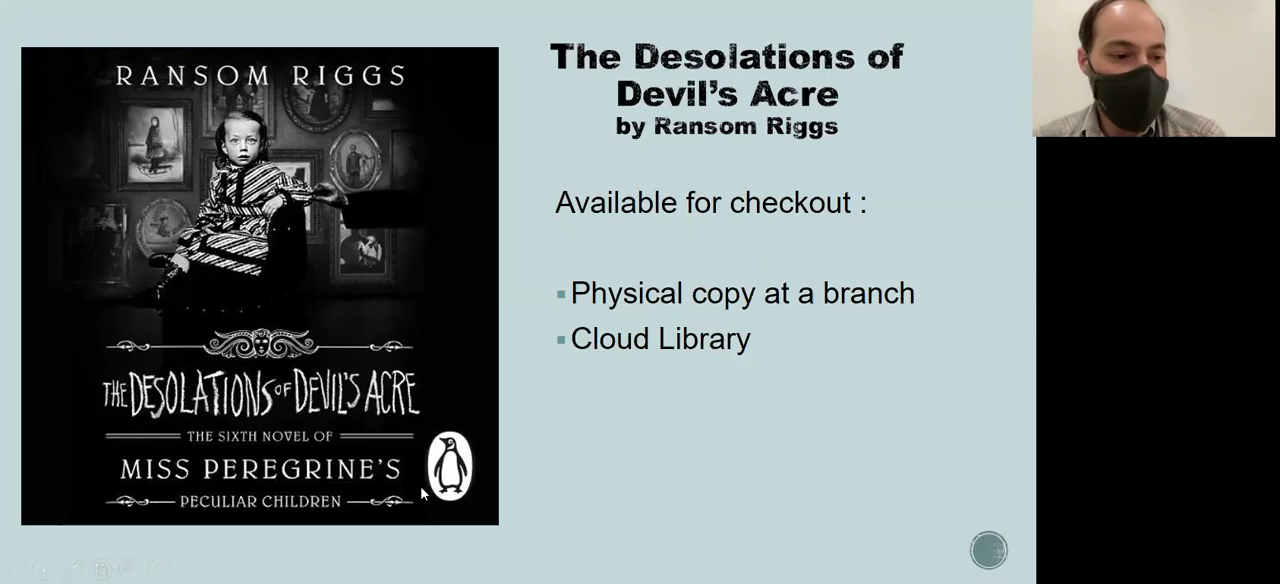 RANSOM RIGGS
THE DESOLATIONS OF DEVIL'S ACRE
THE SIXTH NOVEL OF
MISS PEREGRINE'S
PECULIAR CHILDREN
The Desolations of
Devil's Acre
by Ransom Riggs
Available for checkout :
▪Physical copy at a branch
▪Cloud Library